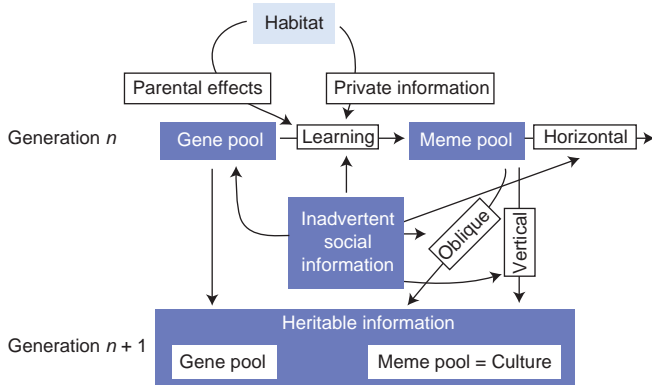 Habitat
Parental effects
Private information
Generation n
Gene pool
Learning
Meme pool
Horizontal
Inadvertent
social
information
Oblique
Vertical
Heritable information
Generation n + 1
Gene pool
Meme pool = Culture